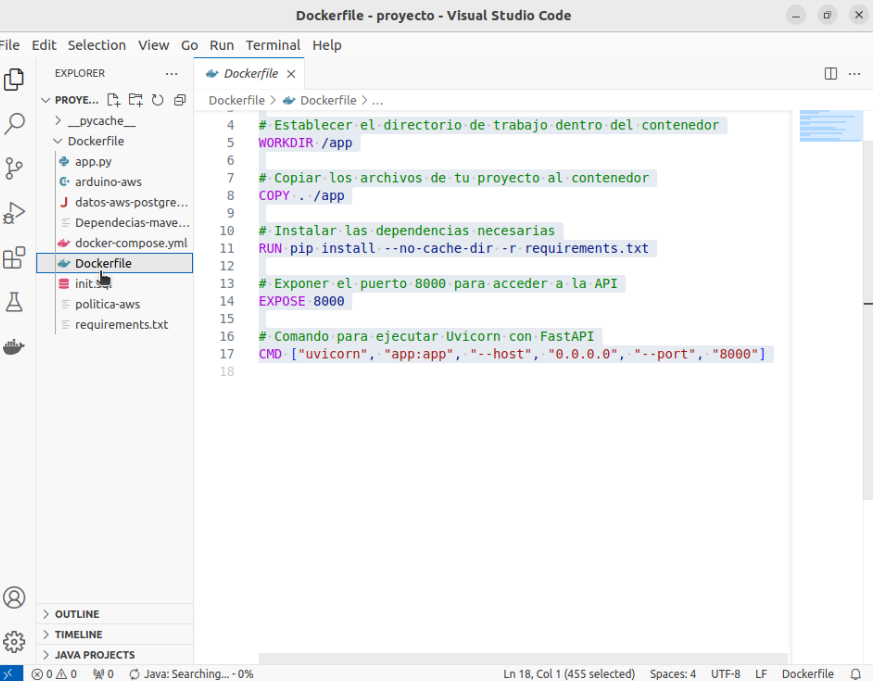 Dockerfile - proyecto - Visual Studio Code
File Edit Selection View Go Run Terminal Help
EXPLORER
PROYE...
__pycache__
Dockerfile
app.py
arduino-aws
datos-aws-postgre...
Dependecias-mave...
docker-compose.yml
Dockerfile
politica-aws
requirements.txt
OUTLINE
TIMELINE
JAVA PROJECTS
Dockerfile
Dockerfile > Dockerfile > ...
4 # Establecer el directorio de trabajo dentro del contenedor
5 WORKDIR /app
6
7 # Copiar los archivos de tu proyecto al contenedor
8 COPY . /app
9
10 # Instalar las dependencias necesarias
11 RUN pip install --no-cache-dir -r requirements.txt
12
13 # Exponer el puerto 8000 para acceder a la API
14 EXPOSE 8000
15
16 # Comando para ejecutar Uvicorn con FastAPI
17 CMD ["uvicorn", "app:app", "--host", "0.0.0.0", "--port", "8000"]
18
0 0 0 Java: Searching... - 0% Ln 18, Col 1 (455 selected) Spaces: 4 UTF-8 LF Dockerfile